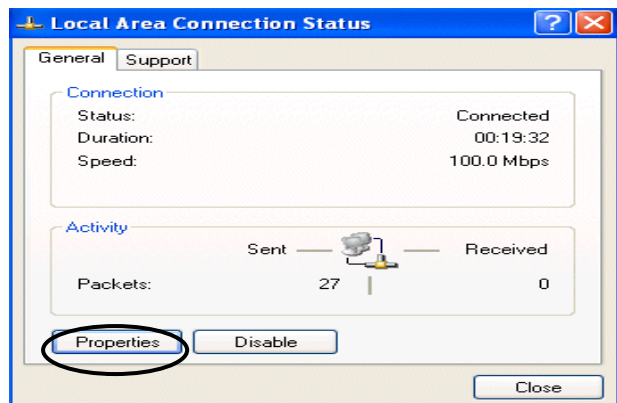 Local Area Connection Status
General Support
Connection
Status: Connected
Duration: 00:19:32
Speed: 100.0 Mbps
Activity
Sent Received
Packets: 27 0
Properties Disable
Close